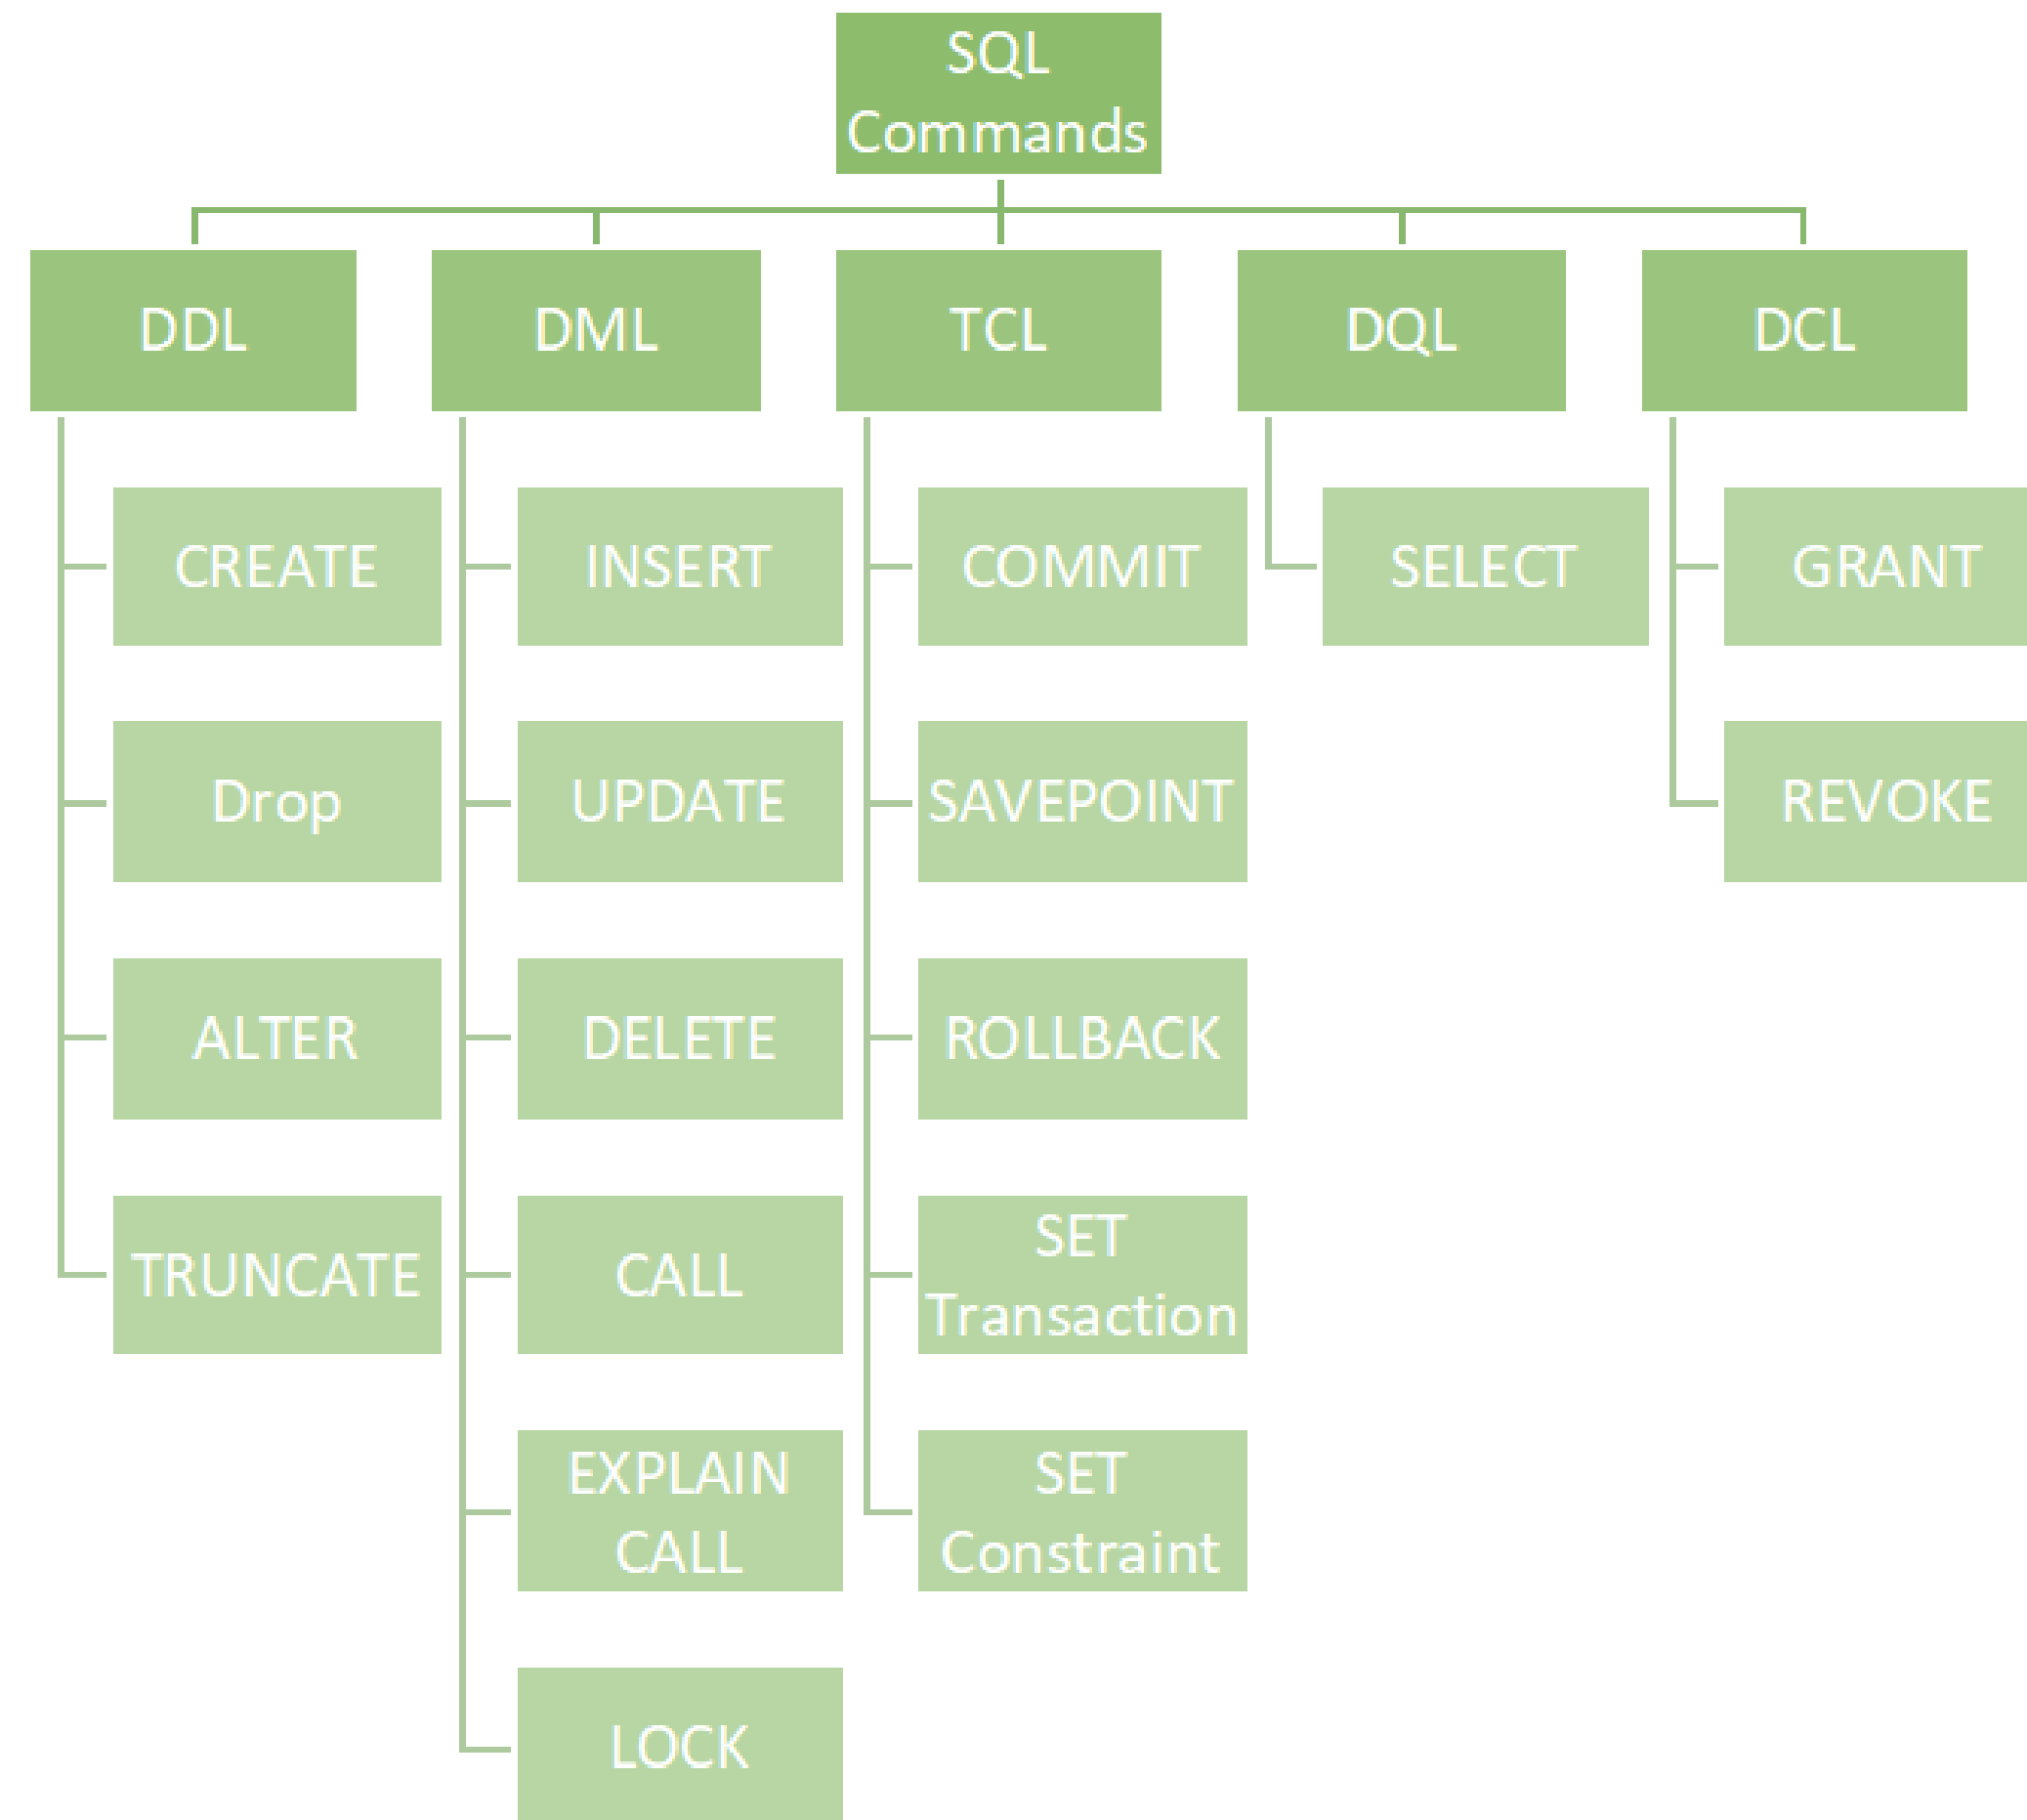 SQL
Commands
DDL
DML
TCL
DQL
DCL
CREATE
INSERT
COMMIT
SELECT
GRANT
Drop
UPDATE
SAVEPOINT
REVOKE
ALTER
DELETE
ROLLBACK
TRUNCATE
CALL
SET
Transaction
EXPLAIN
CALL
SET
Constraint
LOCK